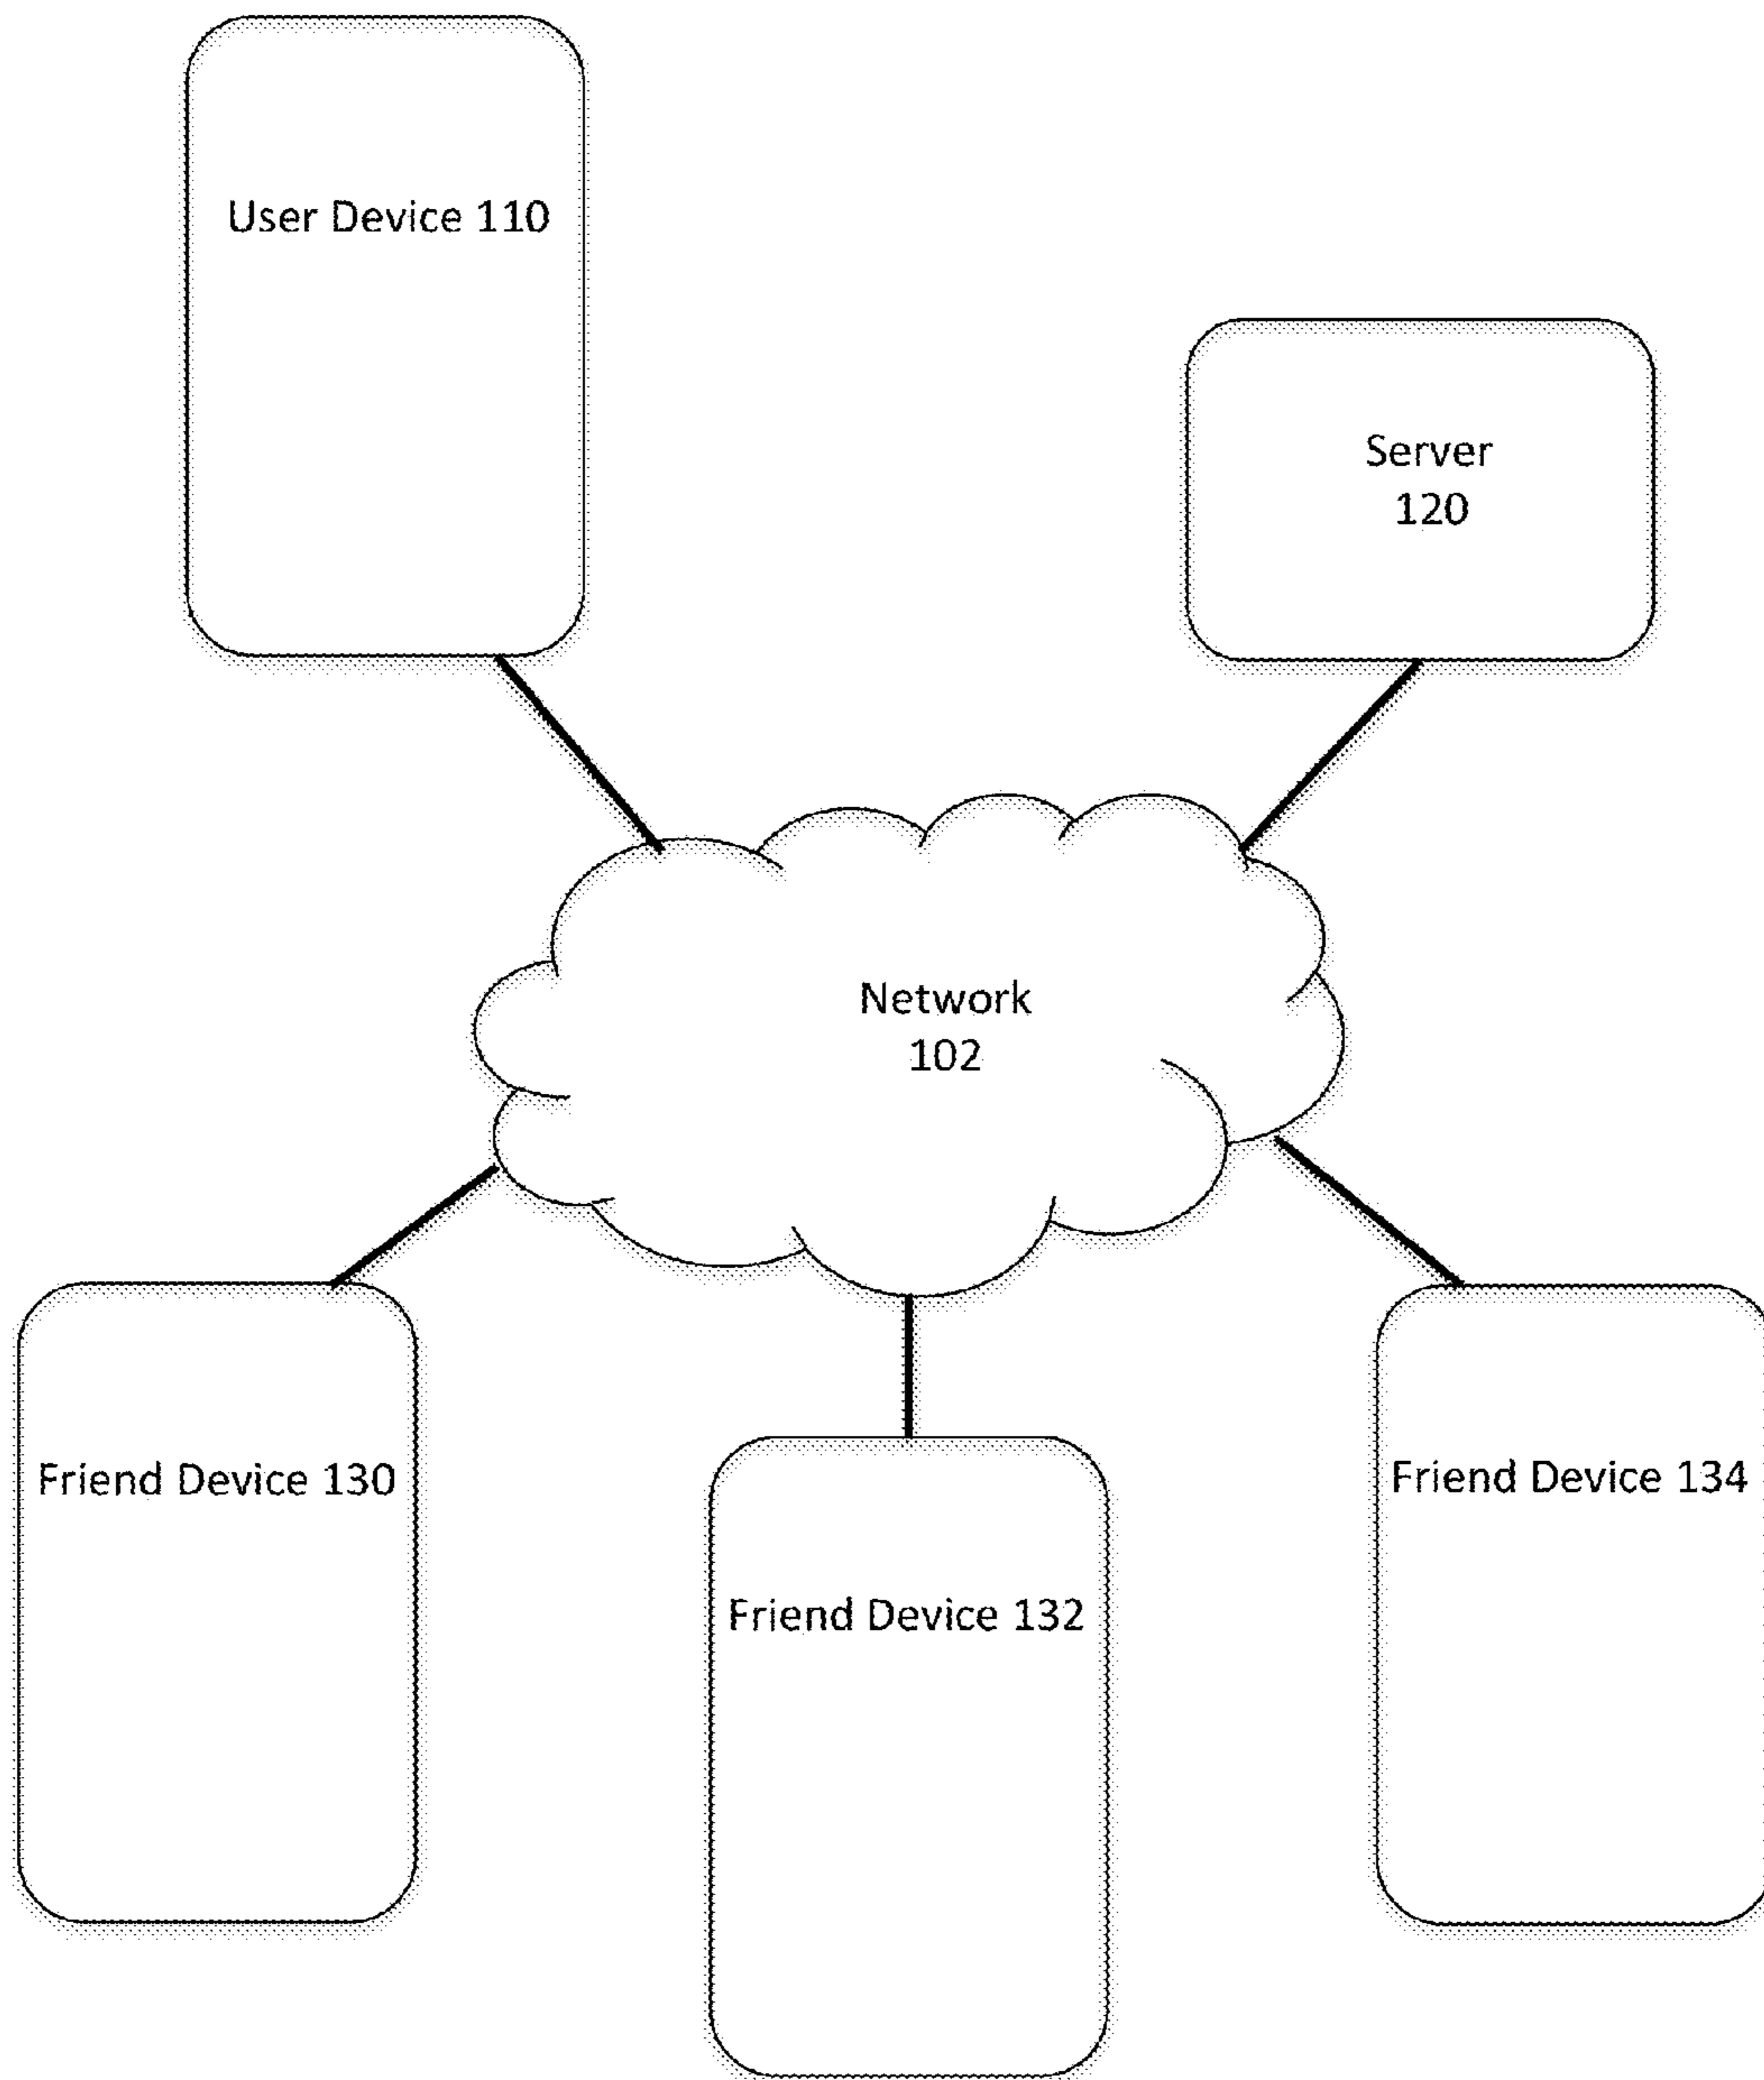 User Device 110
Server
120
Network
102
Friend Device 130
Friend Device 132
Friend Device 134